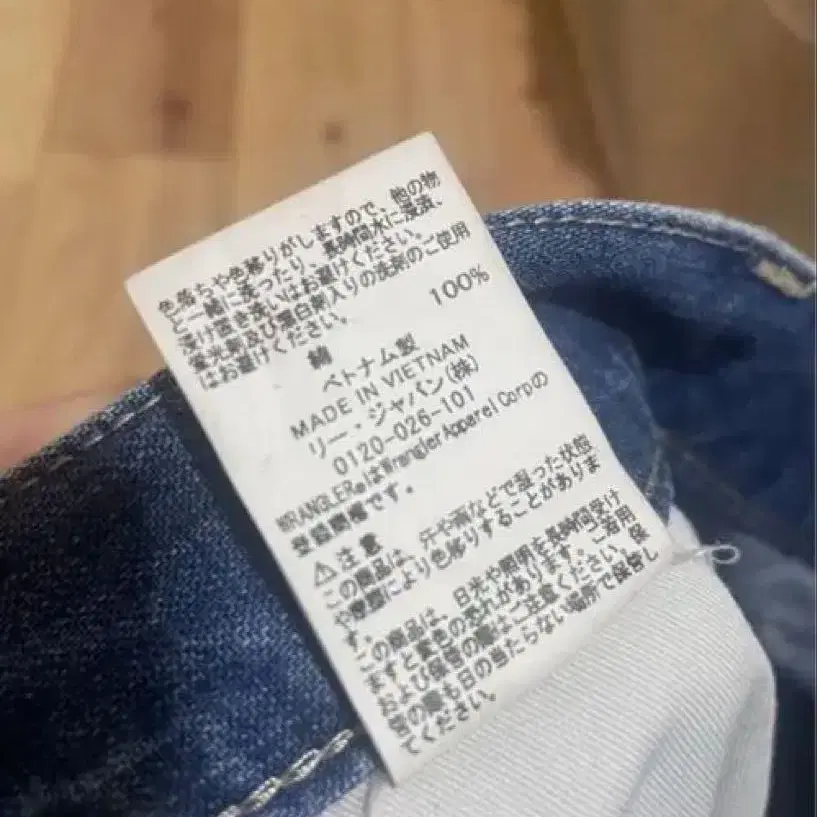 色落ちや色移りがしますので、他の物
と一緒に洗ったり、長時間水に浸漬、
漬け置き洗いはお避けください。
蛍光剤及び漂白剤入りの洗剤のご使用
はお避けください。
綿 100%
ベトナム製
MADE IN VIETNAM
リー・ジャパン(株)
0120-026-101
WRANGLER®はWrangler Apparel Corpの
登録商標です。
⚠注意
この商品は、汗や雨などで湿った状態
や摩擦により色移りすることがありま
す。
この商品は、日光や照明を長時間受け
ますと変色の恐れがあります。ご着用
および保管の際はご注意ください。保
管の際も日の当たらない場所で保管し
てください。